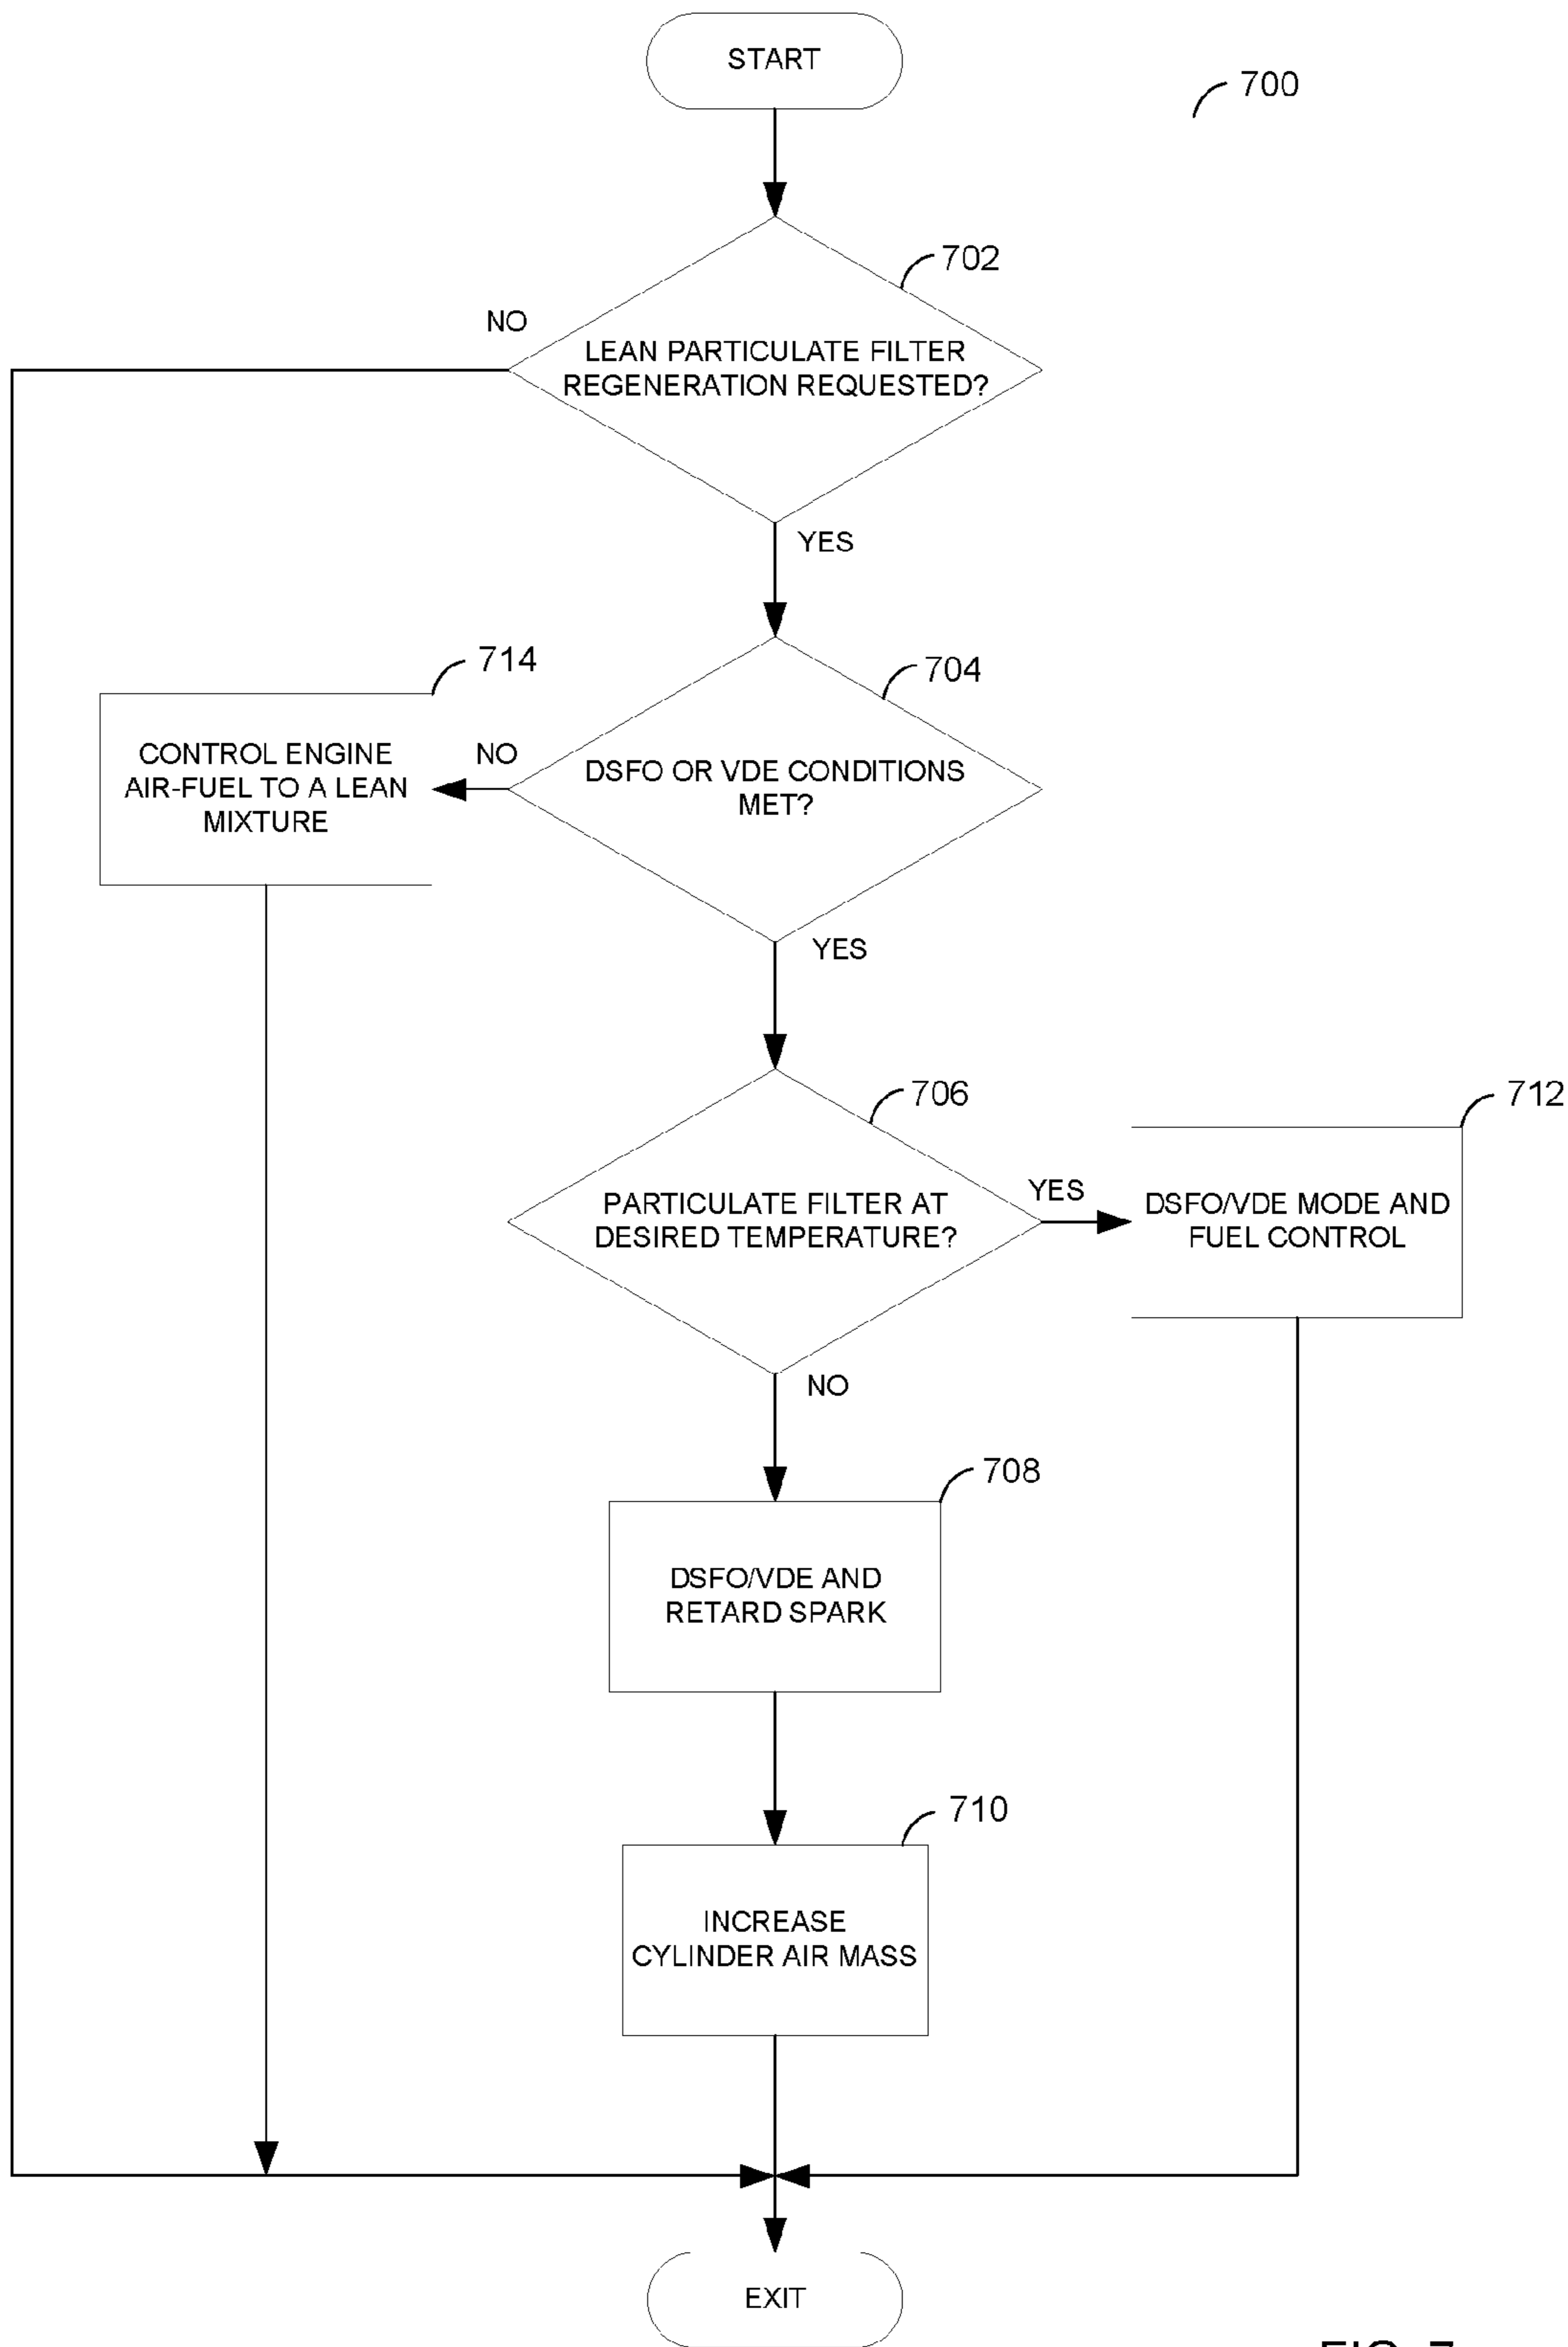 START
700
702
NO
LEAN PARTICULATE FILTER
REGENERATION REQUESTED?
YES
714
704
CONTROL ENGINE
AIR-FUEL TO A LEAN
MIXTURE
NO
DSFO OR VDE CONDITIONS
MET?
YES
706
712
PARTICULATE FILTER AT
DESIRED TEMPERATURE?
YES
DSFO/VDE MODE AND
FUEL CONTROL
NO
708
DSFO/VDE AND
RETARD SPARK
710
INCREASE
CYLINDER AIR MASS
EXIT
FIG. 7